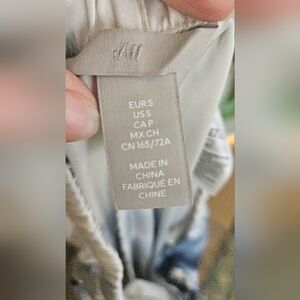 H&M
EUR S
US S
CA P
MX CH
CN 165/72A
MADE IN
CHINA
FABRIQUÉ EN
CHINE